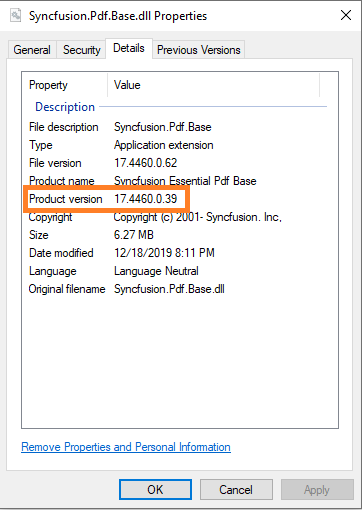 Syncfusion.Pdf.Base.dll Properties
General Security Details Previous Versions
Property Value
Description
File description Syncfusion.Pdf.Base
Type Application extension
File version 17.4460.0.62
Product name Syncfusion Essential Pdf Base
Product version 17.4460.0.39
Copyright Copyright (c) 2001- Syncfusion. Inc,
Size 6.27 MB
Date modified 12/18/2019 8:11 PM
Language Language Neutral
Original filename Syncfusion.Pdf.Base.dll
Remove Properties and Personal Information
OK Cancel Apply